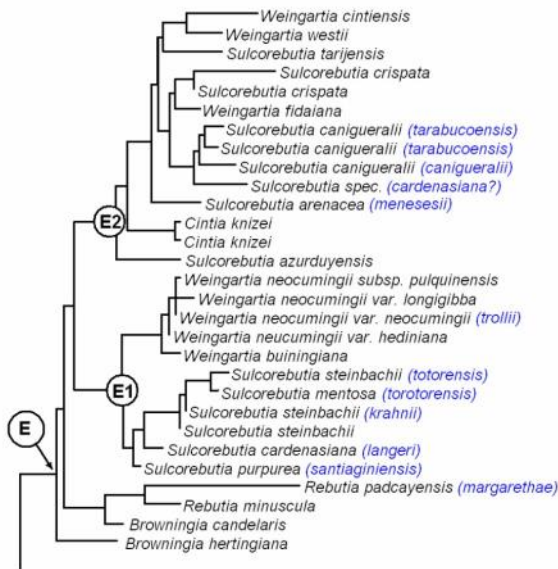 Weingartia cintiensis
Weingartia westii
Sulcorebutia tarijensis
Sulcorebutia crispata
Sulcorebutia crispata
Weingartia fidaiana
Sulcorebutia canigueralii (tarabucoensis)
Sulcorebutia canigueralii (tarabucoensis)
Sulcorebutia canigueralii (canigueralii)
Sulcorebutia spec. (cardenasiana?)
Sulcorebutia arenacea (menesesii)
E2
Cintia knizei
Cintia knizei
Sulcorebutia azurduyensis
Weingartia neocumingii subsp. pulquinensis
Weingartia neocumingii var. longigibba
Weingartia neocumingii var. neocumingii (trollii)
Weingartia neucumingii var. hediniana
Weingartia buiningiana
E1
Sulcorebutia steinbachii (totorensis)
Sulcorebutia mentosa (torotorensis)
Sulcorebutia steinbachii (krahnii)
Sulcorebutia steinbachii
E
Sulcorebutia cardenasiana (langeri)
Sulcorebutia purpurea (santiaginiensis)
Rebutia padcayensis (margarethae)
Rebutia minuscula
Browningia candelaris
Browningia hertingiana